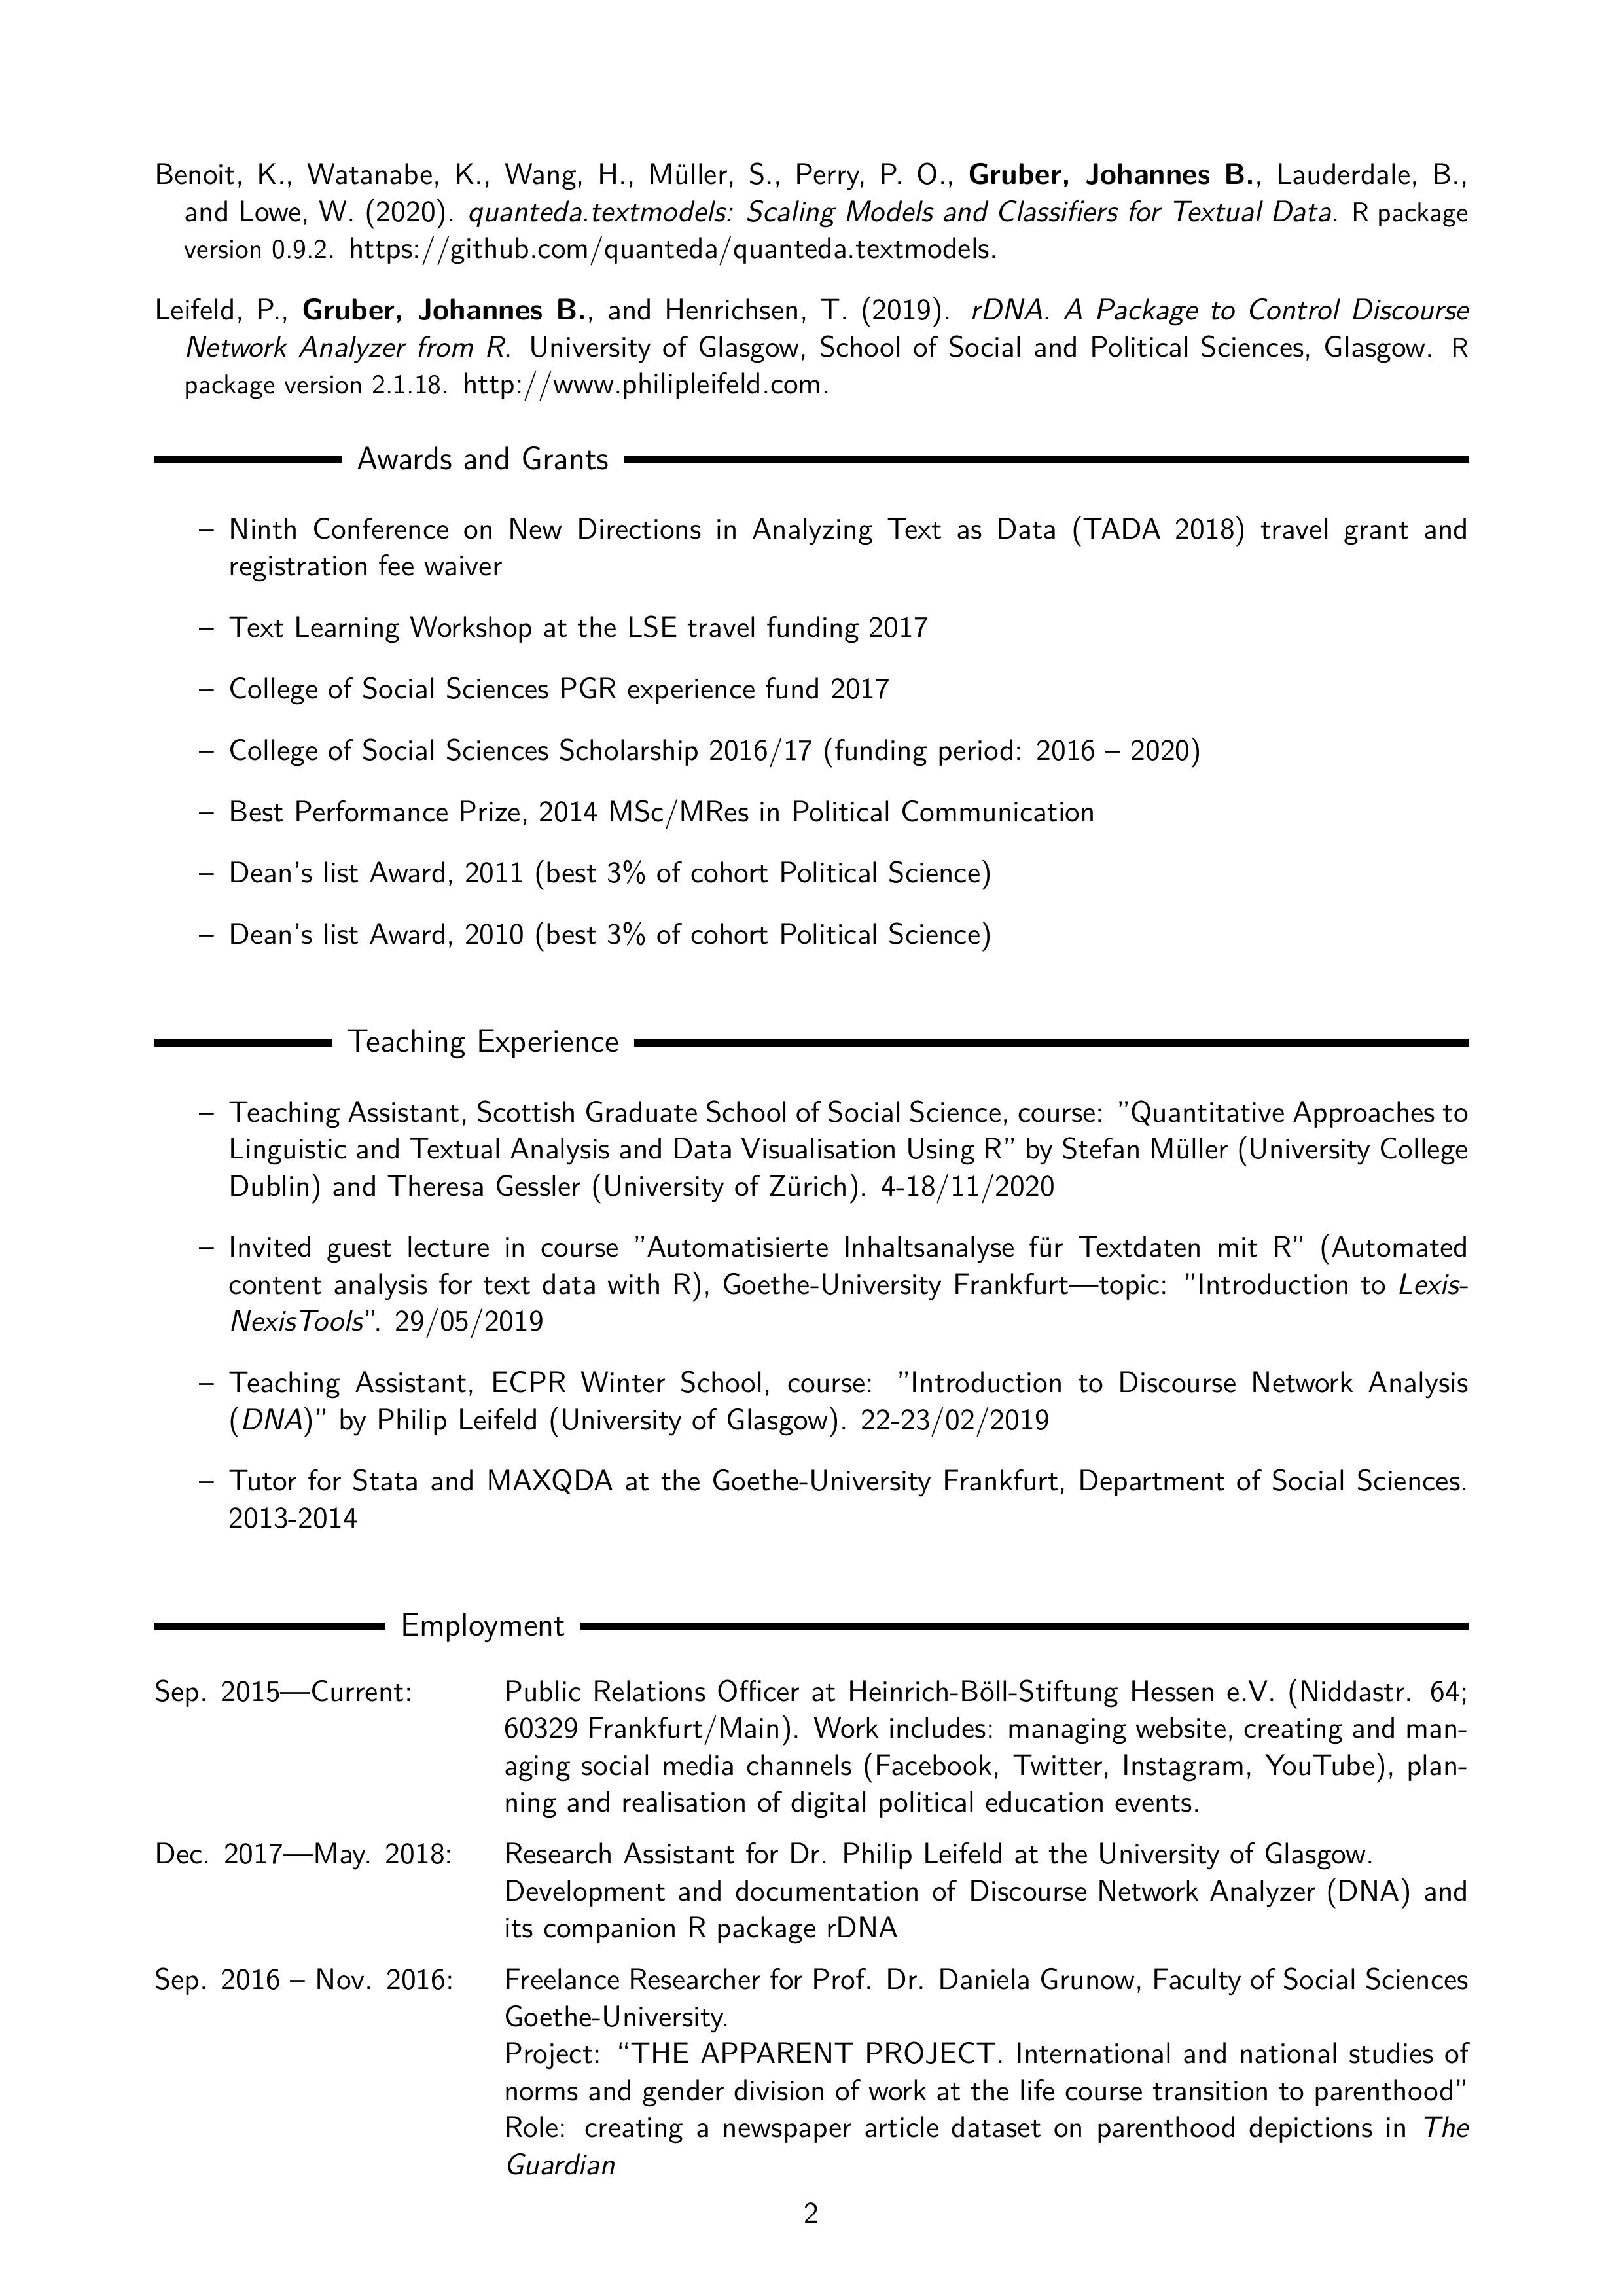 Benoit, K., Watanabe, K., Wang, H., Müller, S., Perry, P. O., Gruber, Johannes B., Lauderdale, B.,
and Lowe, W. (2020). quanteda.textmodels: Scaling Models and Classifiers for Textual Data. R package
version 0.9.2. https://github.com/quanteda/quanteda.textmodels.
Leifeld, P., Gruber, Johannes B., and Henrichsen, T. (2019). rDNA. A Package to Control Discourse
Network Analyzer from R. University of Glasgow, School of Social and Political Sciences, Glasgow. R
package version 2.1.18. http://www.philipleifeld.com.
Awards and Grants
– Ninth Conference on New Directions in Analyzing Text as Data (TADA 2018) travel grant and
registration fee waiver
– Text Learning Workshop at the LSE travel funding 2017
– College of Social Sciences PGR experience fund 2017
– College of Social Sciences Scholarship 2016/17 (funding period: 2016 – 2020)
– Best Performance Prize, 2014 MSc/MRes in Political Communication
– Dean's list Award, 2011 (best 3% of cohort Political Science)
– Dean's list Award, 2010 (best 3% of cohort Political Science)
Teaching Experience
– Teaching Assistant, Scottish Graduate School of Social Science, course: ”Quantitative Approaches to
Linguistic and Textual Analysis and Data Visualisation Using R” by Stefan Müller (University College
Dublin) and Theresa Gessler (University of Zürich). 4-18/11/2020
– Invited guest lecture in course ”Automatisierte Inhaltsanalyse für Textdaten mit R” (Automated
content analysis for text data with R), Goethe-University Frankfurt—topic: ”Introduction to Lexis-
NexisTools”. 29/05/2019
– Teaching Assistant, ECPR Winter School, course: ”Introduction to Discourse Network Analysis
(DNA)” by Philip Leifeld (University of Glasgow). 22-23/02/2019
– Tutor for Stata and MAXQDA at the Goethe-University Frankfurt, Department of Social Sciences.
2013-2014
Employment
Sep. 2015—Current: Public Relations Officer at Heinrich-Böll-Stiftung Hessen e.V. (Niddastr. 64;
60329 Frankfurt/Main). Work includes: managing website, creating and man-
aging social media channels (Facebook, Twitter, Instagram, YouTube), plan-
ning and realisation of digital political education events.
Dec. 2017—May. 2018: Research Assistant for Dr. Philip Leifeld at the University of Glasgow.
Development and documentation of Discourse Network Analyzer (DNA) and
its companion R package rDNA
Sep. 2016 – Nov. 2016: Freelance Researcher for Prof. Dr. Daniela Grunow, Faculty of Social Sciences
Goethe-University.
Project: “THE APPARENT PROJECT. International and national studies of
norms and gender division of work at the life course transition to parenthood”
Role: creating a newspaper article dataset on parenthood depictions in The
Guardian
2